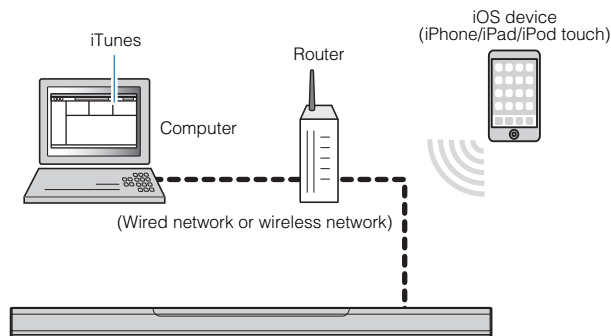 iOS device
(iPhone/iPad/iPod touch)
iTunes
Router
Computer
(Wired network or wireless network)